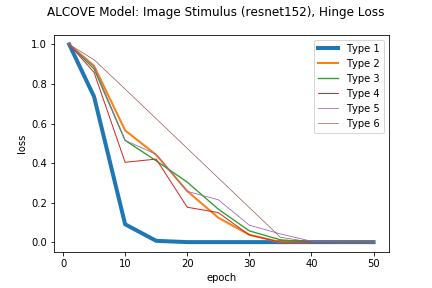 ALCOVE Model: Image Stimulus (resnet152), Hinge Loss
1.0
0.8
0.6
0.4
0.2
0.0
loss
0
10
20
30
40
50
epoch
Type 1
Type 2
Type 3
Type 4
Type 5
Type 6